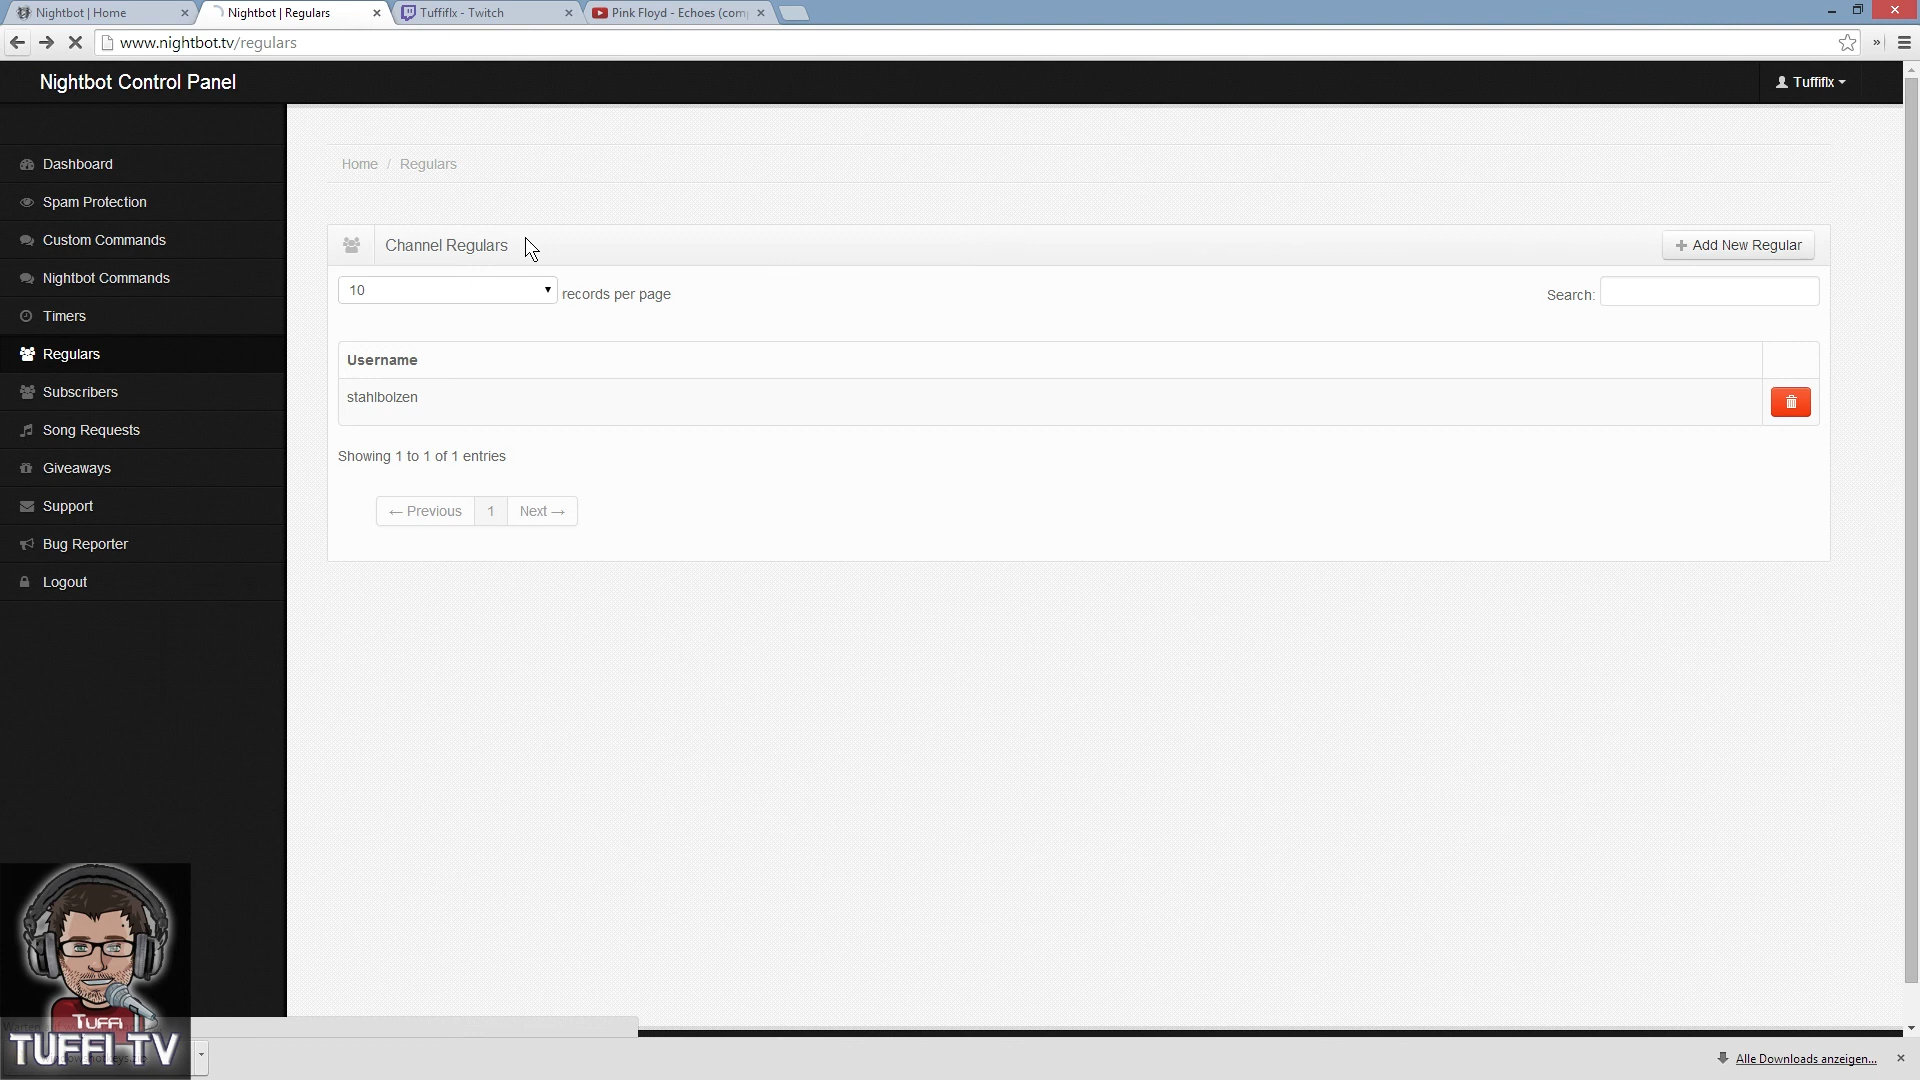 Nightbot | Home
Nightbot | Regulars
Tuffiflx - Twitch
Pink Floyd - Echoes (com
www.nightbot.tv/regulars
Nightbot Control Panel
Tuffiflx
Dashboard
Spam Protection
Custom Commands
Nightbot Commands
Timers
Regulars
Subscribers
Song Requests
Giveaways
Support
Bug Reporter
Logout
Home / Regulars
Channel Regulars
+ Add New Regular
10
records per page
Search:
Username
stahlbolzen
Showing 1 to 1 of 1 entries
← Previous
1
Next →
TUFFI
TUFFI TV
Alle Downloads anzeigen...